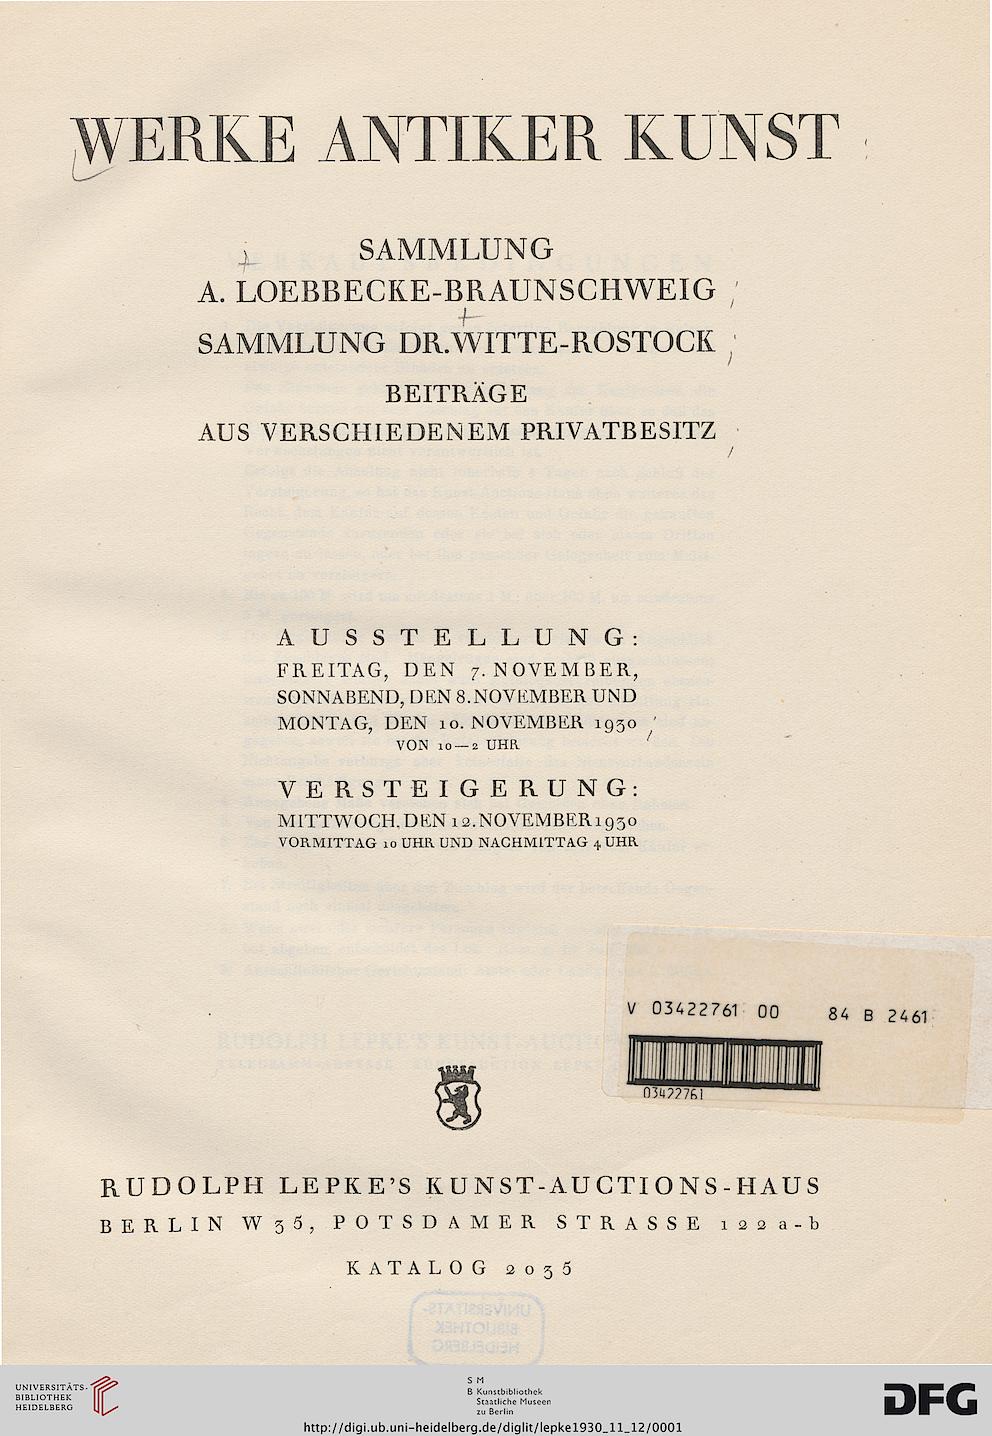 WERKE ANTIKER KUNST
SAMMLUNG
A. LOEBBECKE-BRAUNSCHWEIG
SAMMLUNG DR. WITTE-ROSTOCK
BEITRÄGE
AUS VERSCHIEDENEM PRIVATBESITZ
AUSSTELLUNG:
FREITAG, DEN 7. NOVEMBER,
SONNABEND, DEN 8. NOVEMBER UND
MONTAG, DEN 10. NOVEMBER 1930
VON 10—2 UHR
VERSTEIGERUNG:
MITTWOCH, DEN 12. NOVEMBER 1930
VORMITTAG 10 UHR UND NACHMITTAG 4 UHR
V 03422761 00 84 B 2461
03422761
RUDOLPH LEPKE'S KUNST-AUCTIONS-HAUS
BERLIN W 35, POTSDAMER STRASSE 122a-b
KATALOG 2035
UNIVERSITÄTS-
BIBLIOTHEK
HEIDELBERG
UNIVERSITÄTS-
BIBLIOTHEK
HEIDELBERG
S M
B Kunstbibliothek
Staatliche Museen
zu Berlin
DFG
http://digi.ub.uni-heidelberg.de/diglit/lepke1930_11_12/0001